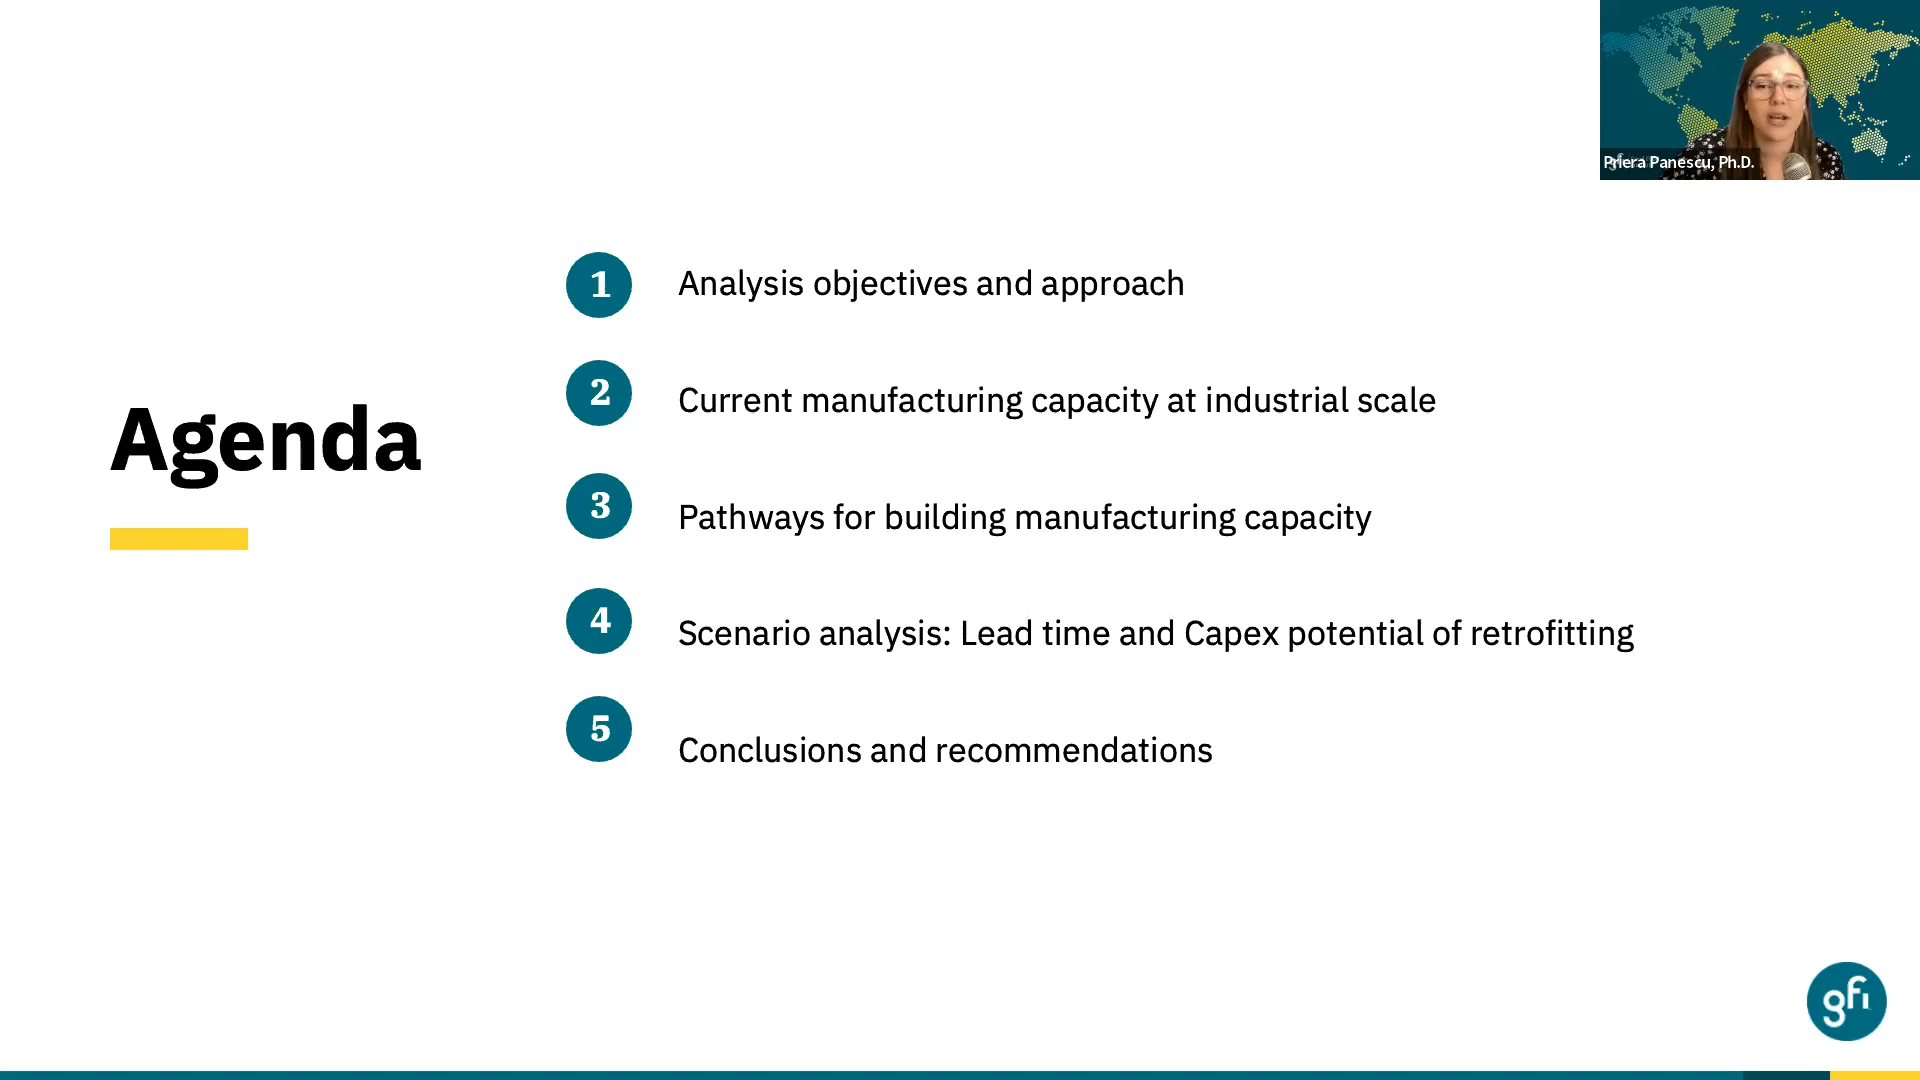 Priera Panescu, Ph.D.
Agenda
1 Analysis objectives and approach
2 Current manufacturing capacity at industrial scale
3 Pathways for building manufacturing capacity
4 Scenario analysis: Lead time and Capex potential of retrofitting
5 Conclusions and recommendations
gfi